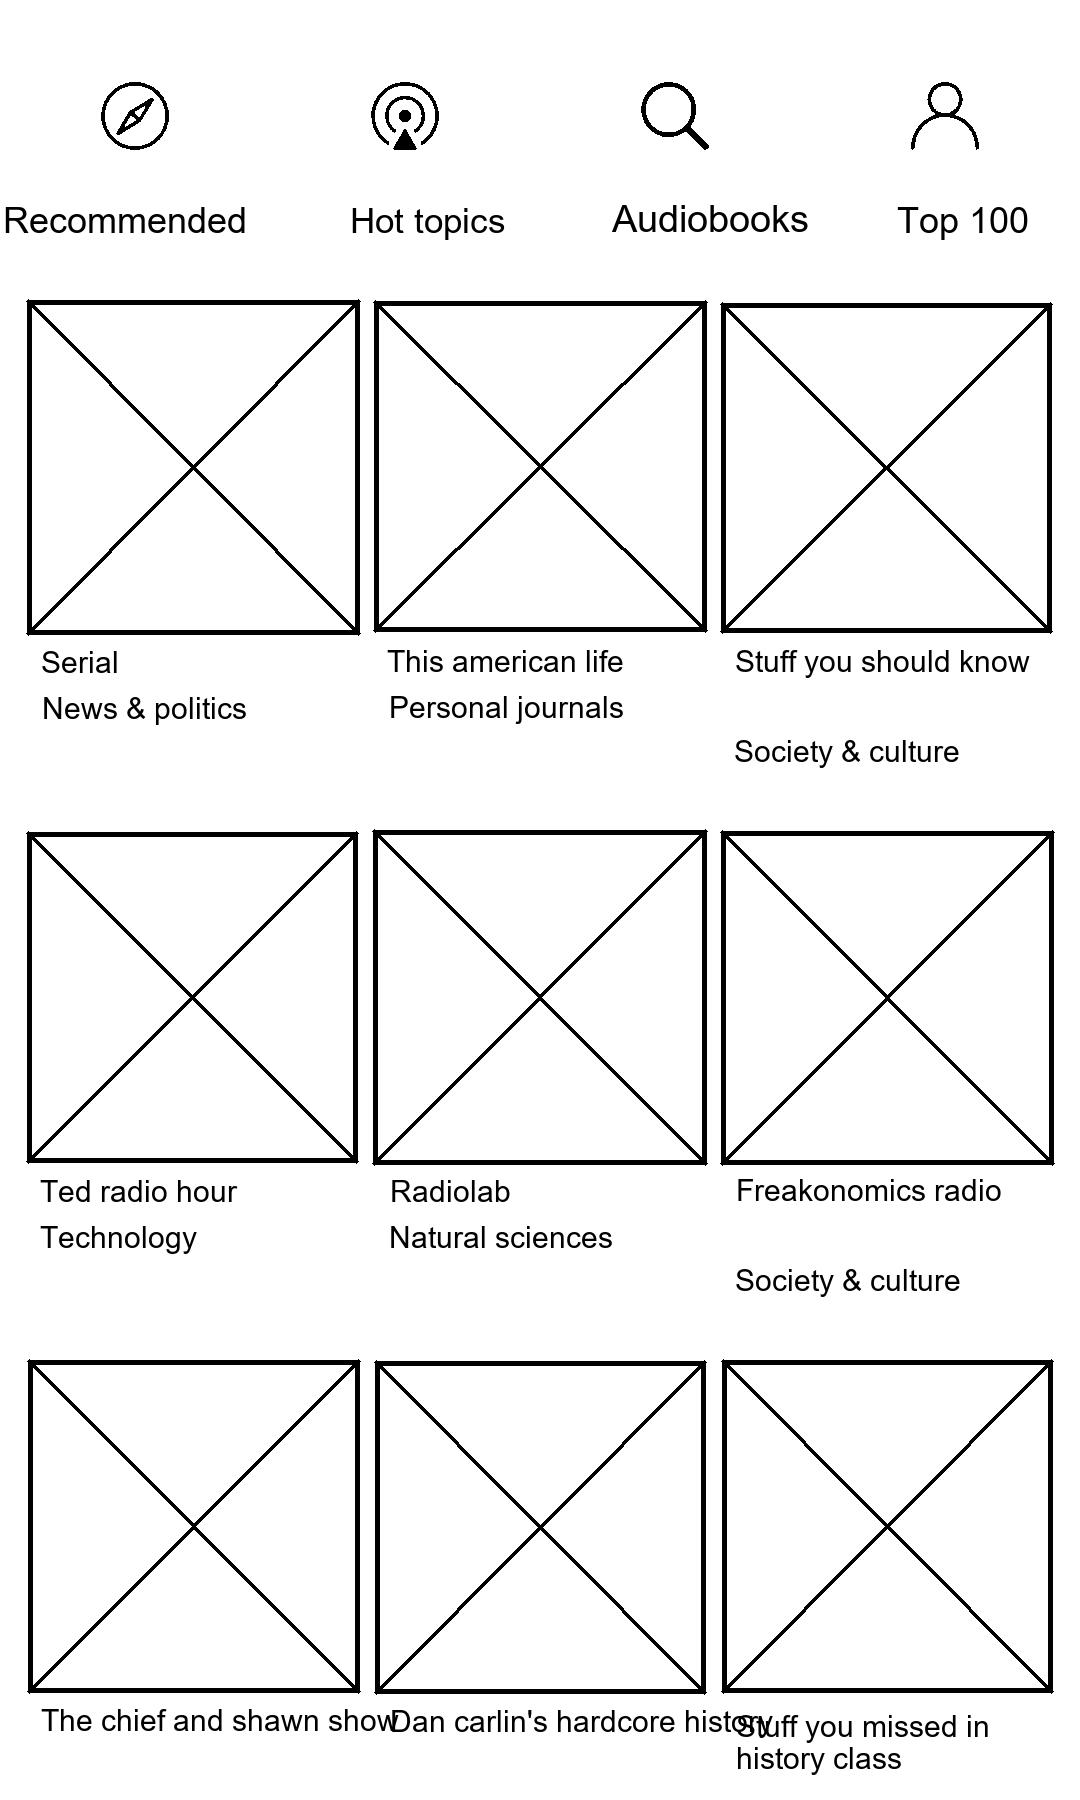 Recommended
Hot topics
Audiobooks
Top 100
Serial
News & politics
This american life
Personal journals
Stuff you should know
Society & culture
Ted radio hour
Technology
Radiolab
Natural sciences
Freakonomics radio
Society & culture
The chief and shawn show
Dan carlin's hardcore history
Stuff you missed in
history class